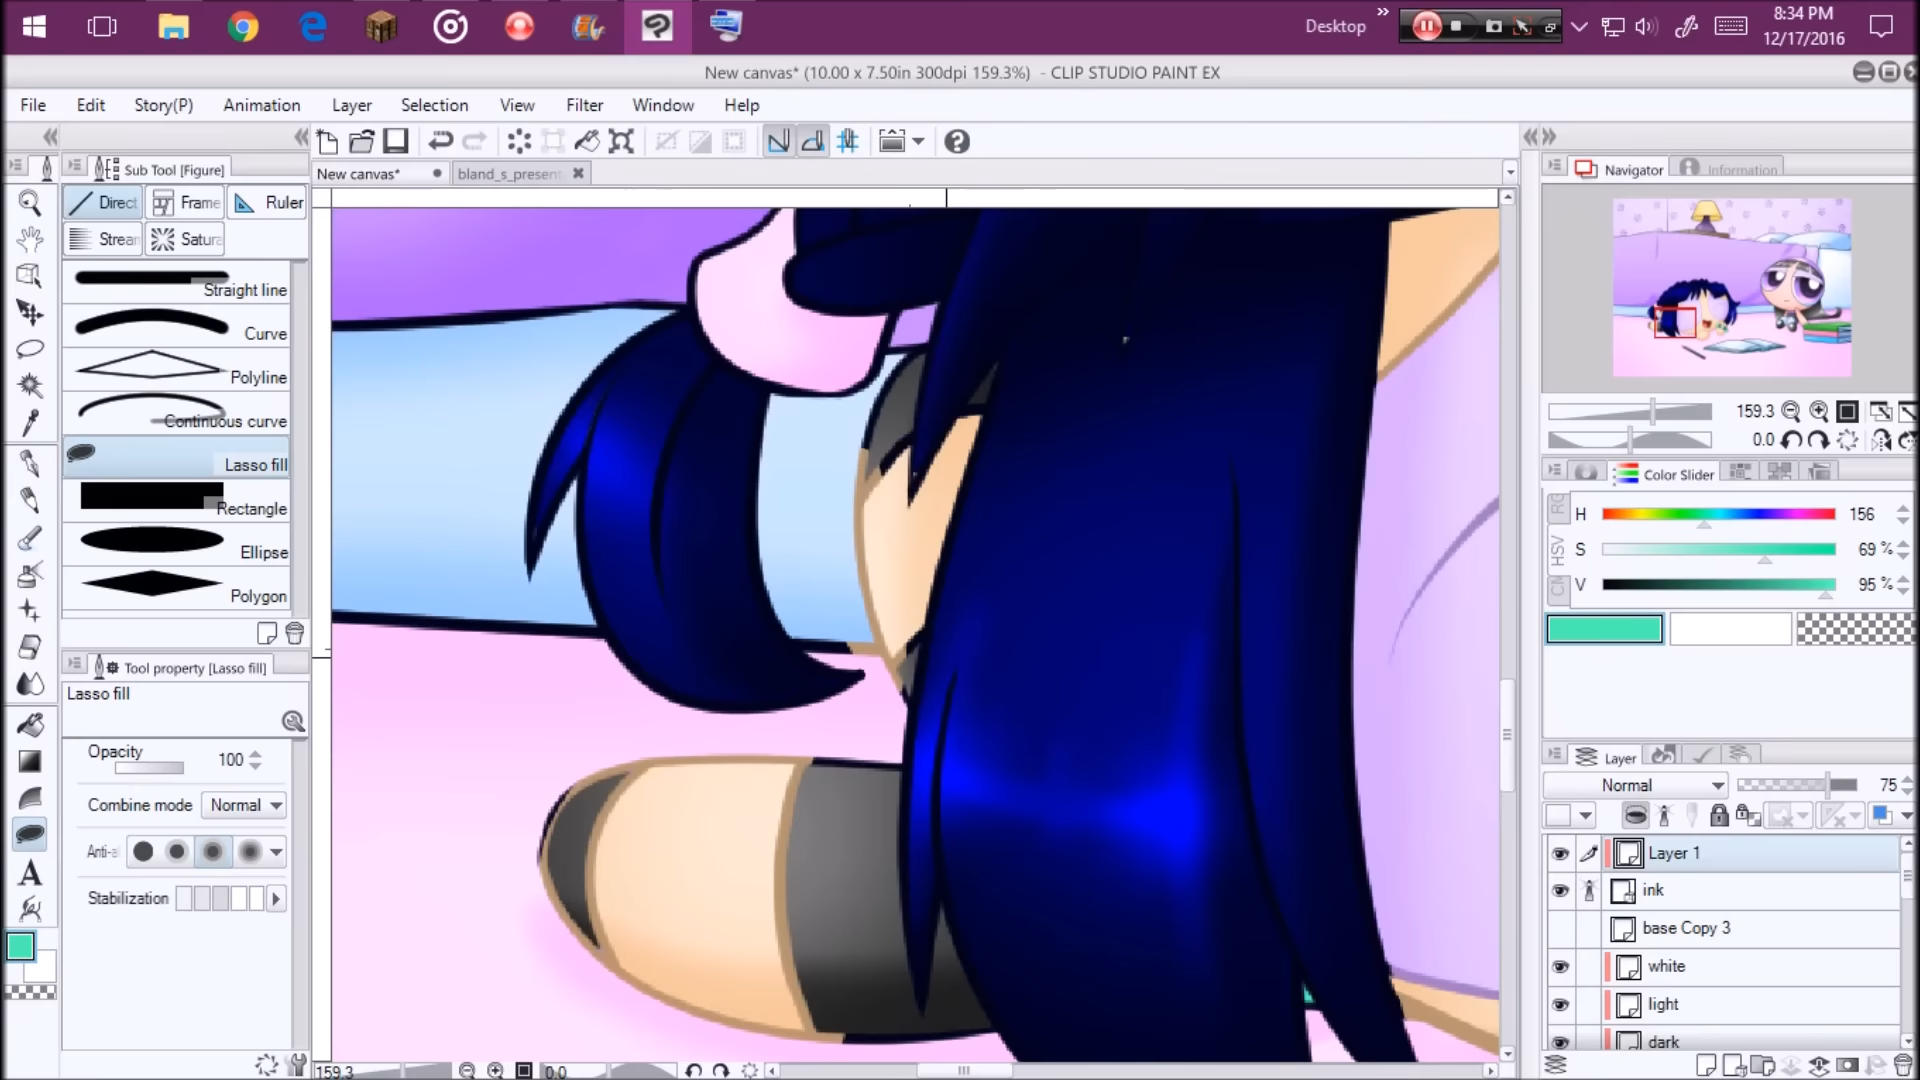 Desktop
8:34 PM
12/17/2016
New canvas* (10.00 x 7.50in 300dpi 159.3%) - CLIP STUDIO PAINT EX
File Edit Story(P) Animation Layer Selection View Filter Window Help
Sub Tool [Figure]
New canvas*
bland_s_present
Navigator
Information
Direct
Frame
Ruler
Strear
Satura
Straight line
Curve
Polyline
Continuous curve
Lasso fill
Rectangle
Ellipse
Polygon
Tool property [Lasso fill]
Lasso fill
Opacity 100
Combine mode Normal
Anti-a
Stabilization
159.3
0.0
159.3
0.0
Color Slider
HSV
H 156
S 69 %
V 95 %
Layer
Normal 75
Layer 1
ink
base Copy 3
white
light
dark